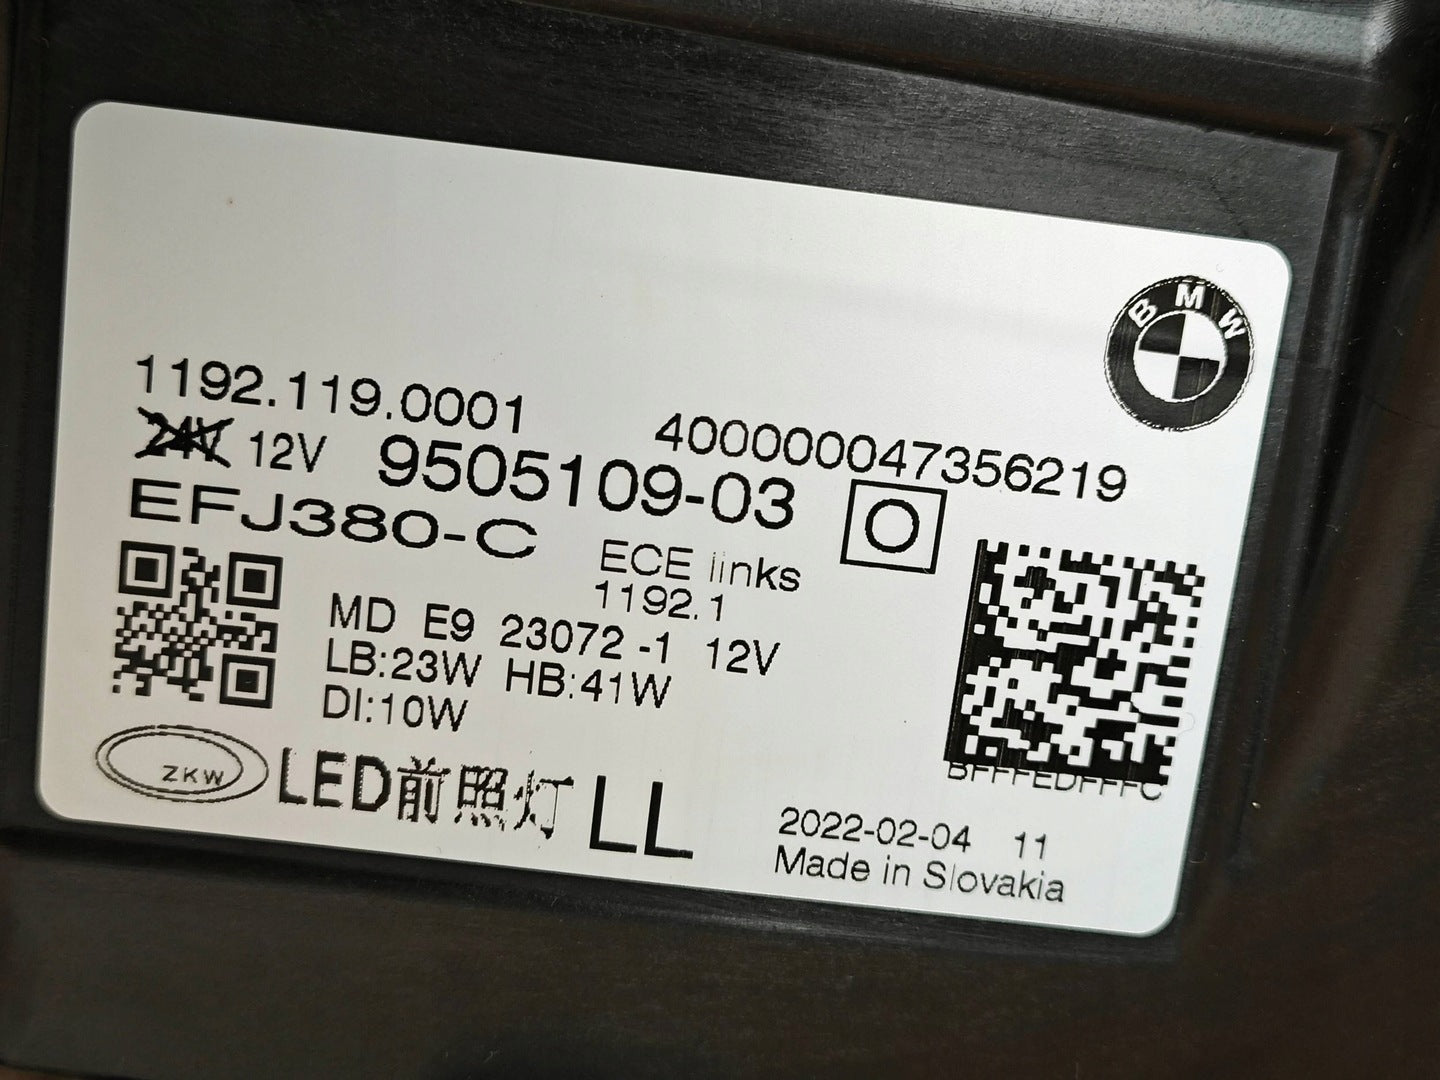 BMW
1192.119.0001
400000047356219
24V 12V 9505109-03 O
EFJ380-C
ECE links
1192.1
MD E9 23072-1 12V
LB:23W HB:41W
DI:10W
BFFFEDFFFC
ZKW LED前照灯 LL
2022-02-04 11
Made in Slovakia